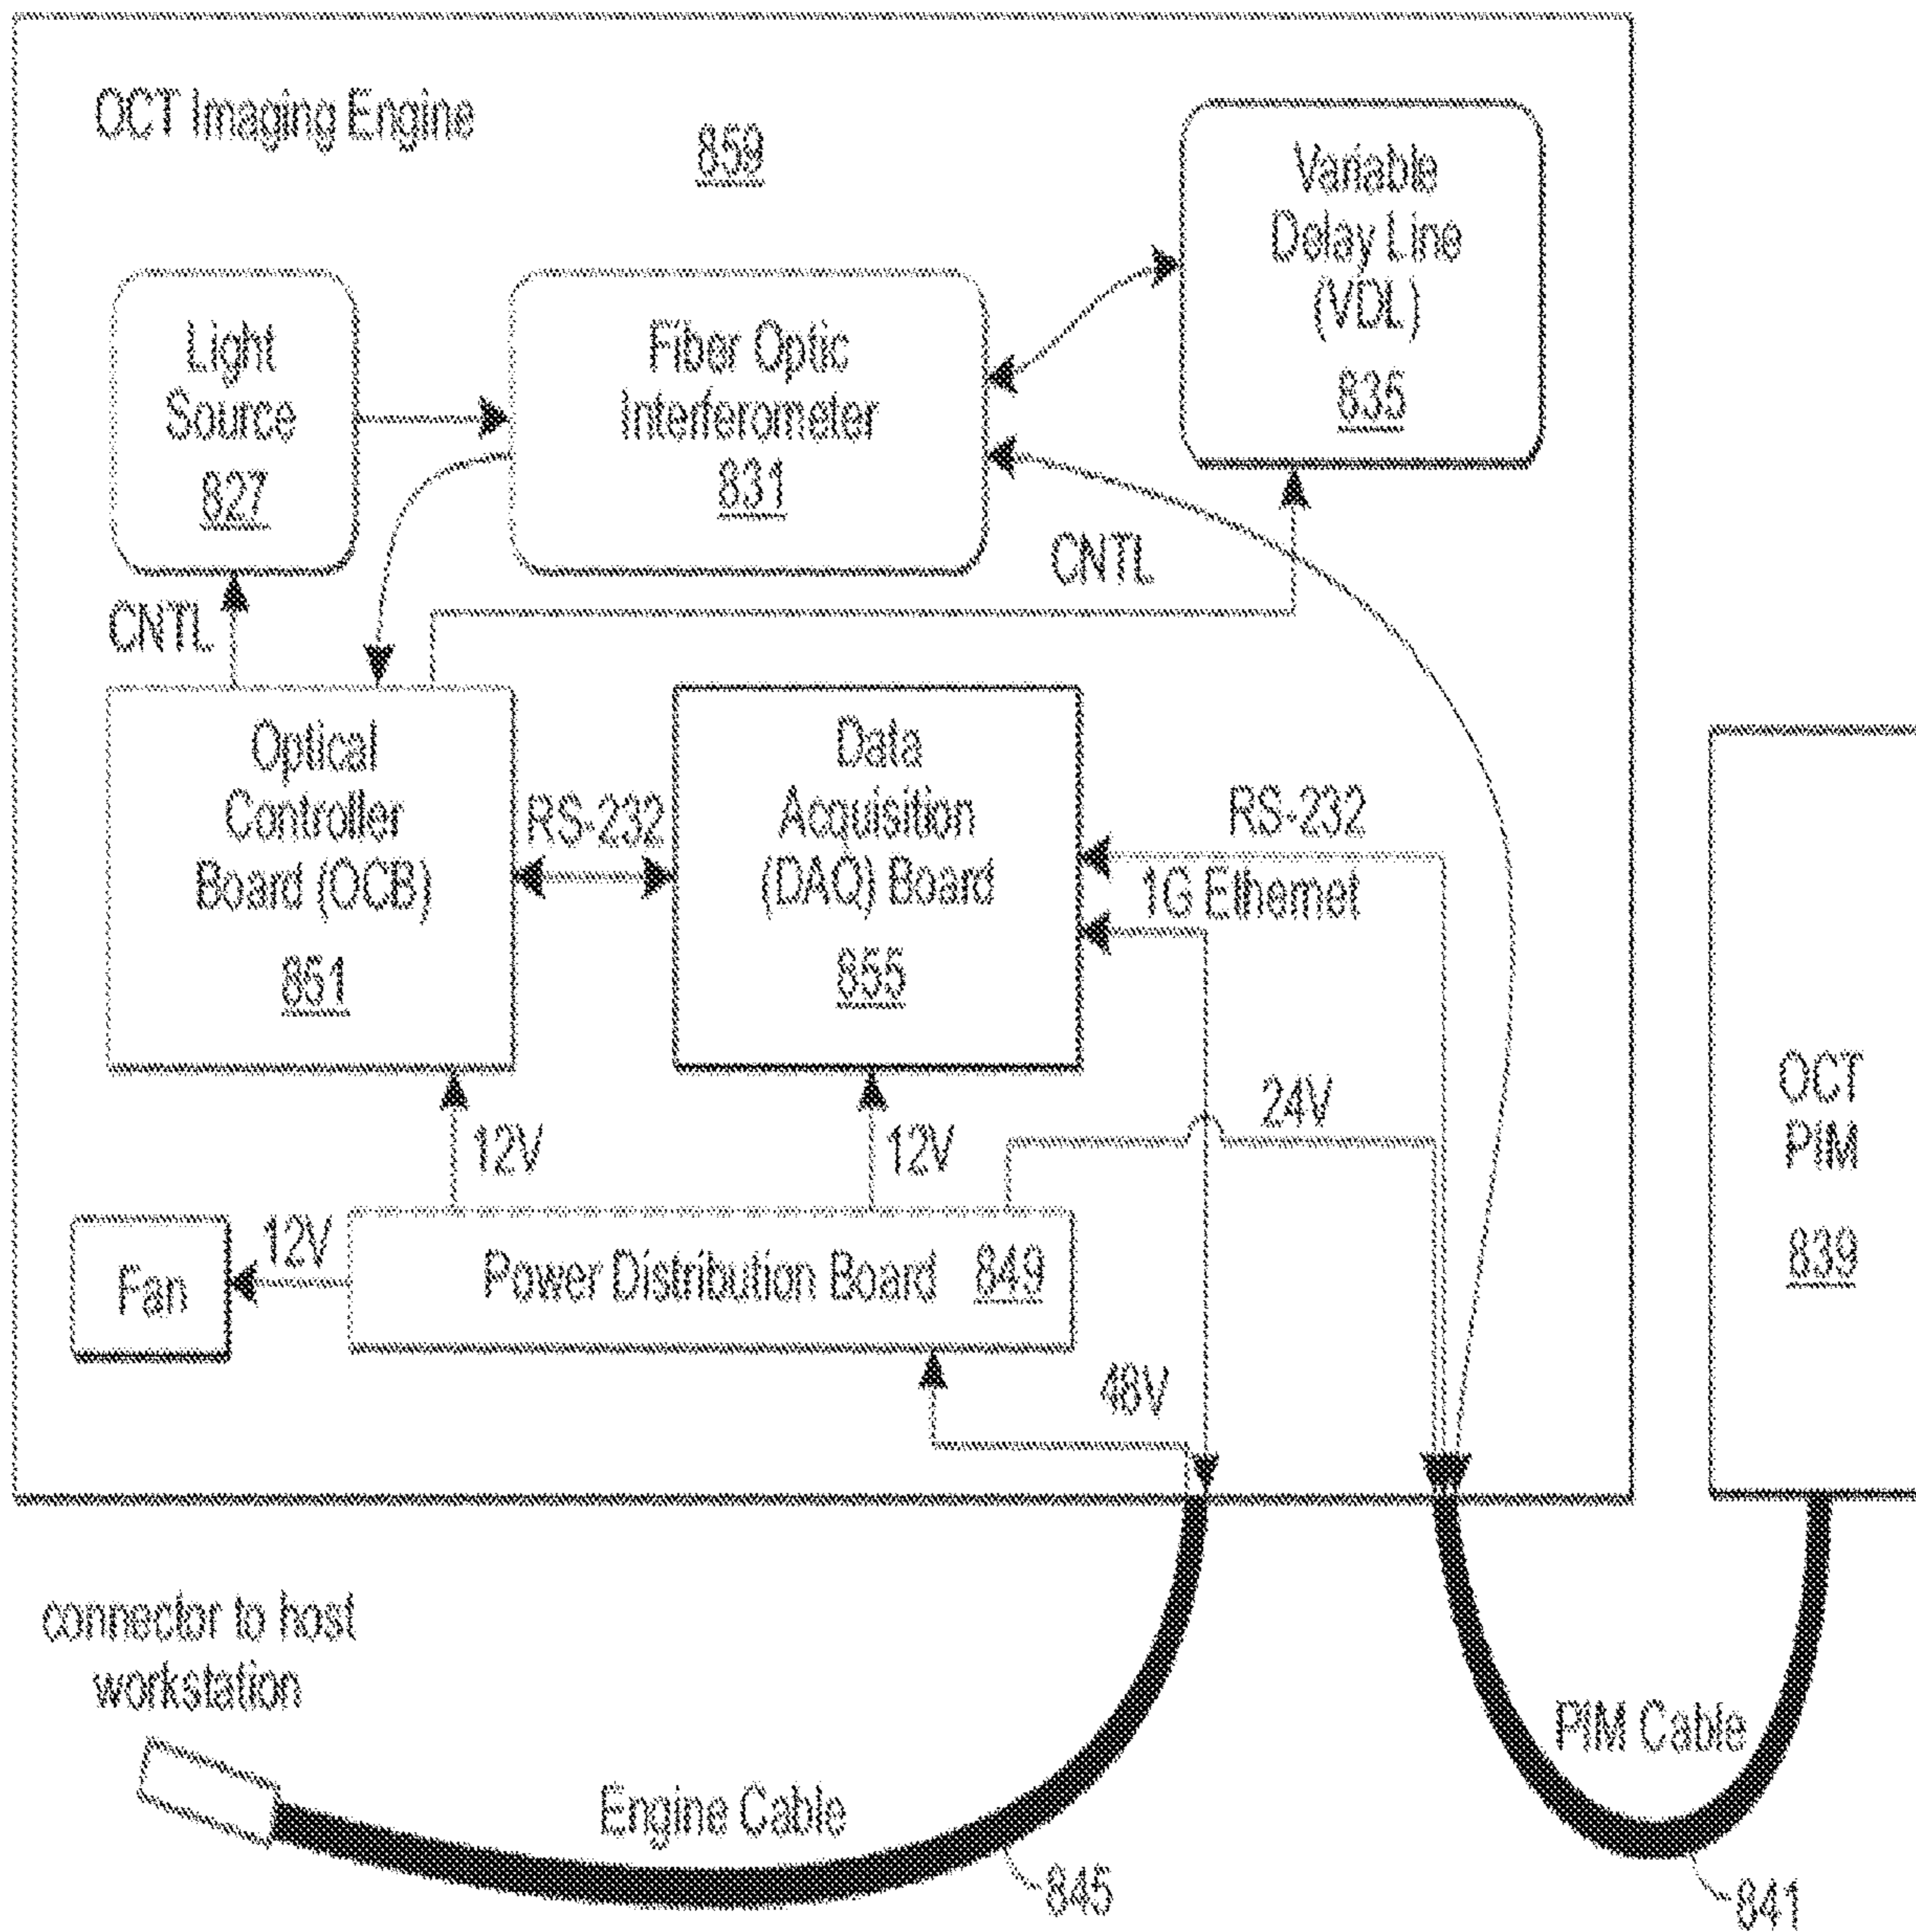 OCT Imaging Engine
859
Variable
Delay Line
(VDL)
835
Light
Source
827
Fiber Optic
Interferometer
831
CNTL
CNTL
Optical
Controller
Board (OCB)
851
RS-232
Data
Acquisition
(DAQ) Board
855
RS-232
1G Ethernet
OCT
PIM
839
12V
12V
24V
Fan
12V
Power Distribution Board 849
48V
connector to host
workstation
Engine Cable
845
PIM Cable
841